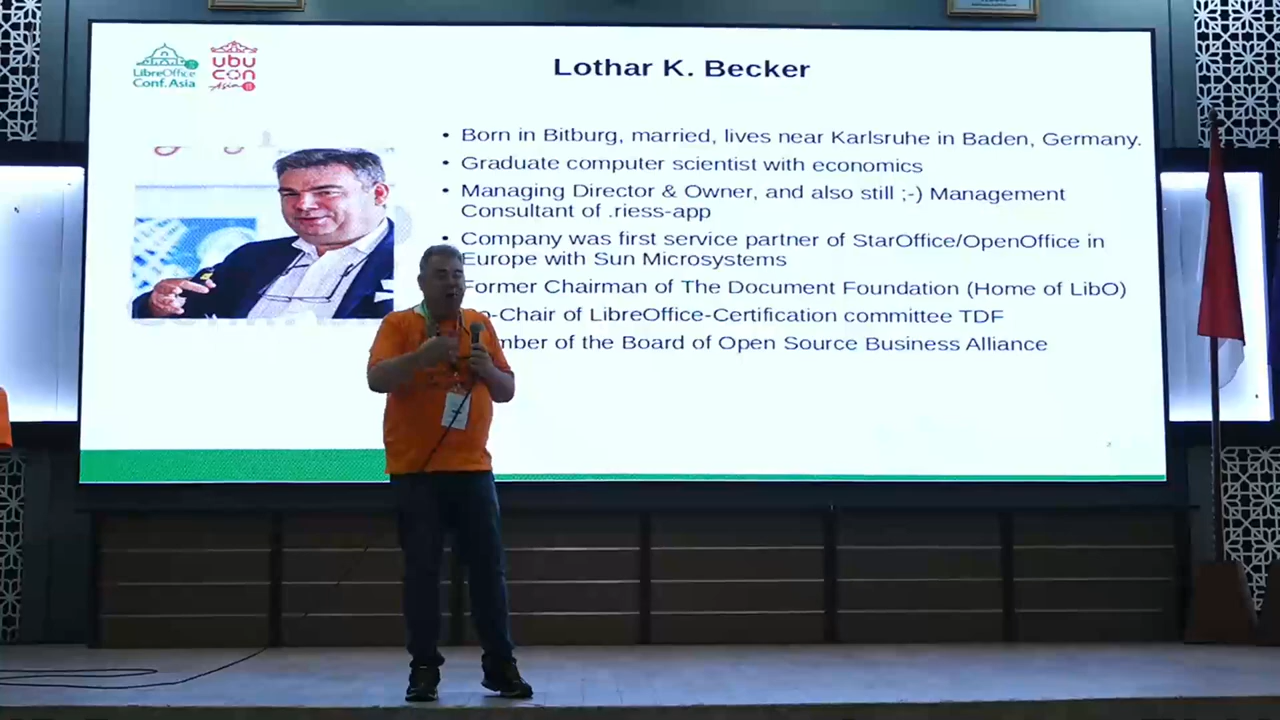 LibreOffice
Conf.Asia
ubu
con
Asia
Lothar K. Becker
• Born in Bitburg, married, lives near Karlsruhe in Baden, Germany.
• Graduate computer scientist with economics
• Managing Director & Owner, and also still ;-) Management
Consultant of .riess-app
• Company was first service partner of StarOffice/OpenOffice in
Europe with Sun Microsystems
Former Chairman of The Document Foundation (Home of LibO)
o-Chair of LibreOffice-Certification committee TDF
mber of the Board of Open Source Business Alliance